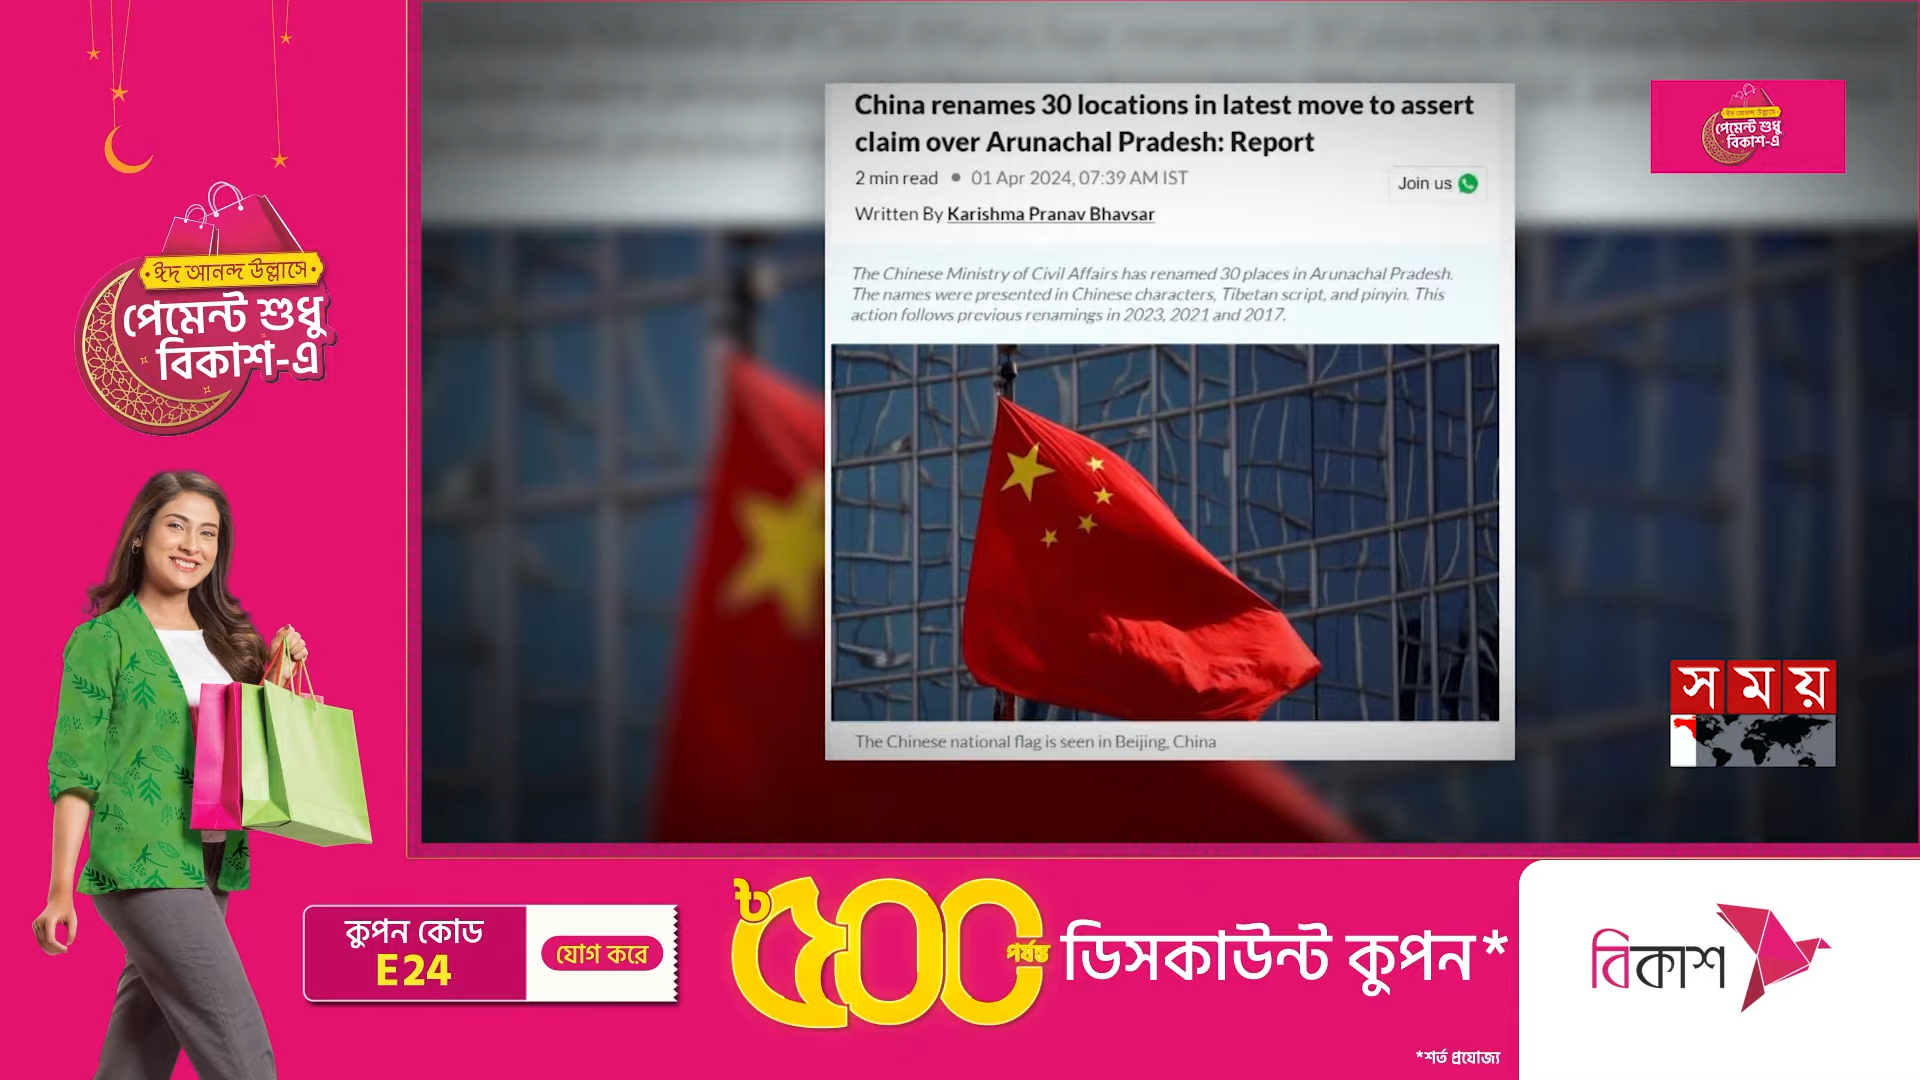 ঈদ আনন্দ উল্লাসে
পেমেন্ট শুধু
বিকাশ-এ
China renames 30 locations in latest move to assert
claim over Arunachal Pradesh: Report
2 min read • 01 Apr 2024, 07:39 AM IST
Join us
Written By Karishma Pranav Bhavsar
The Chinese Ministry of Civil Affairs has renamed 30 places in Arunachal Pradesh.
The names were presented in Chinese characters, Tibetan script, and pinyin. This
action follows previous renamings in 2023, 2021 and 2017.
The Chinese national flag is seen in Beijing, China
ঈদ আনন্দ উল্লাসে
পেমেন্ট শুধু
বিকাশ-এ
সময়
কুপন কোড
E24
যোগ করে
৳৫০০
পর্যন্ত
ডিসকাউন্ট কুপন*
বিকাশ
*শর্ত প্রযোজ্য